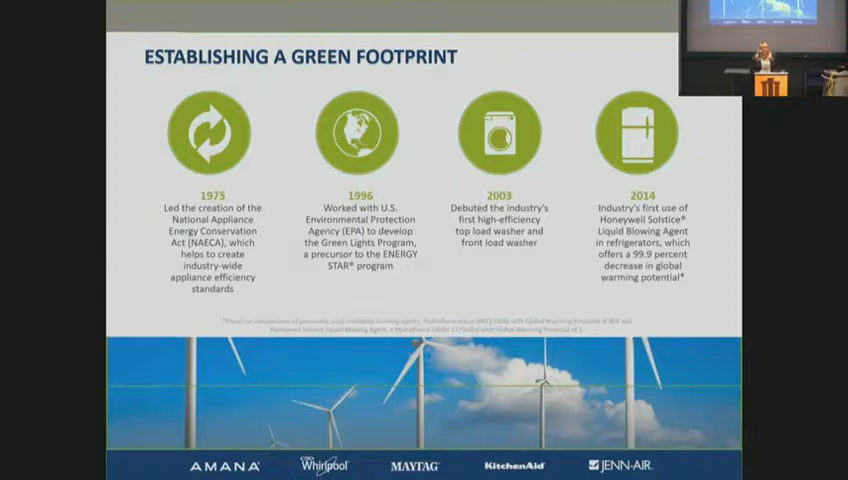 ESTABLISHING A GREEN FOOTPRINT
1975
Led the creation of the
National Appliance
Energy Conservation
Act (NAECA), which
helps to create
industry-wide
appliance efficiency
standards
1996
Worked with U.S.
Environmental Protection
Agency (EPA) to develop
the Green Lights Program,
a precursor to the ENERGY
STAR® program
2003
Debuted the industry's
first high-efficiency
top load washer and
front load washer
2014
Industry's first use of
Honeywell Solstice®
Liquid Blowing Agent
in refrigerators, which
offers a 99.9 percent
decrease in global
warming potential*
AMANA
Whirlpool
MAYTAG
KitchenAid
JENN-AIR